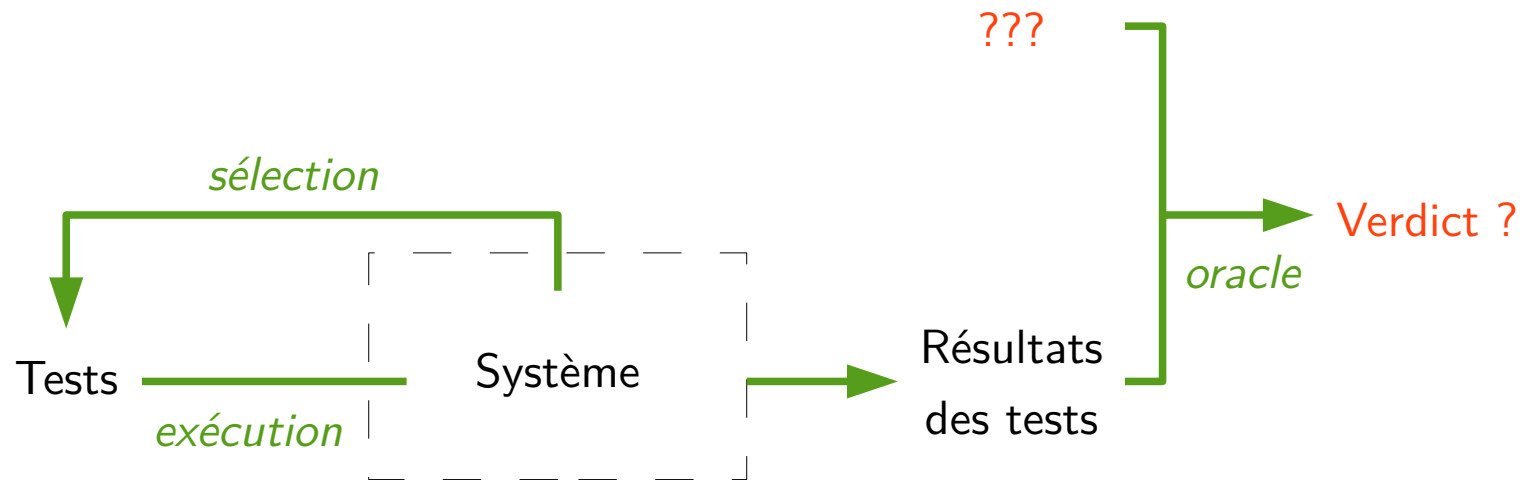 ???
sélection
Verdict ?
oracle
Résultats
des tests
Système
Tests
exécution